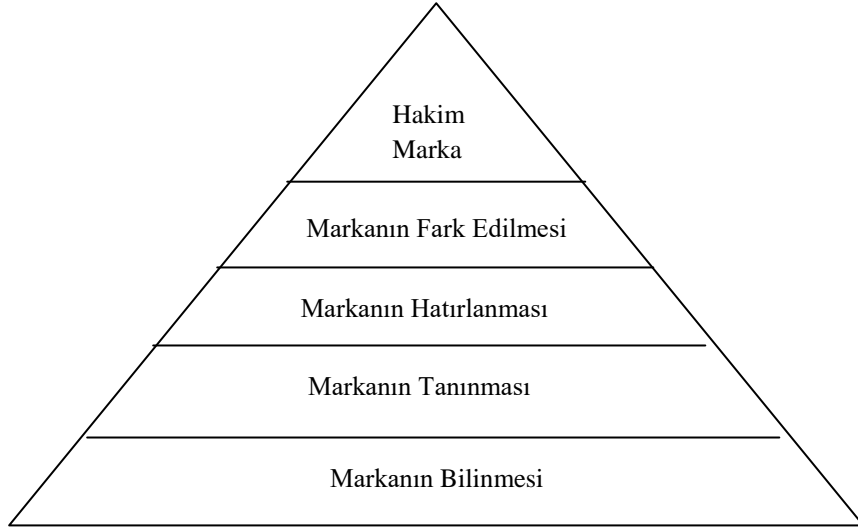 Hakim
Marka
Markanın Fark Edilmesi
Markanın Hatırlanması
Markanın Tanınması
Markanın Bilinmesi